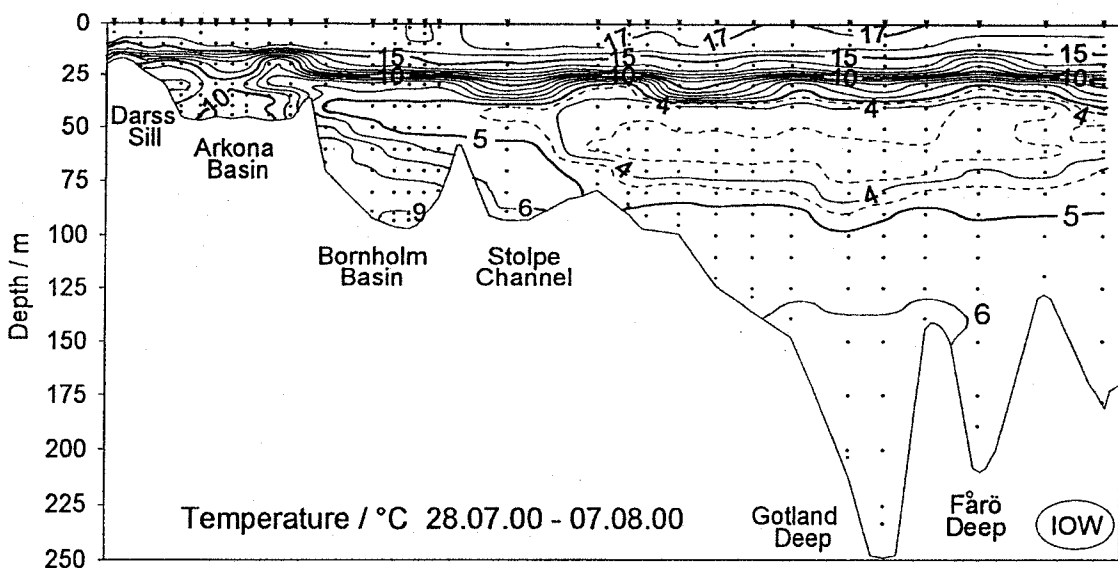 0
25
50
75
100
125
150
175
200
225
250
Depth / m
17
17
17
15
15
15
15
10
10
10
10
10
4
4
4
5
4
4
9
6
5
6
Darss
Sill
Arkona
Basin
Bornholm
Basin
Stolpe
Channel
Gotland
Deep
Fårö
Deep
Temperature / °C 28.07.00 - 07.08.00
IOW